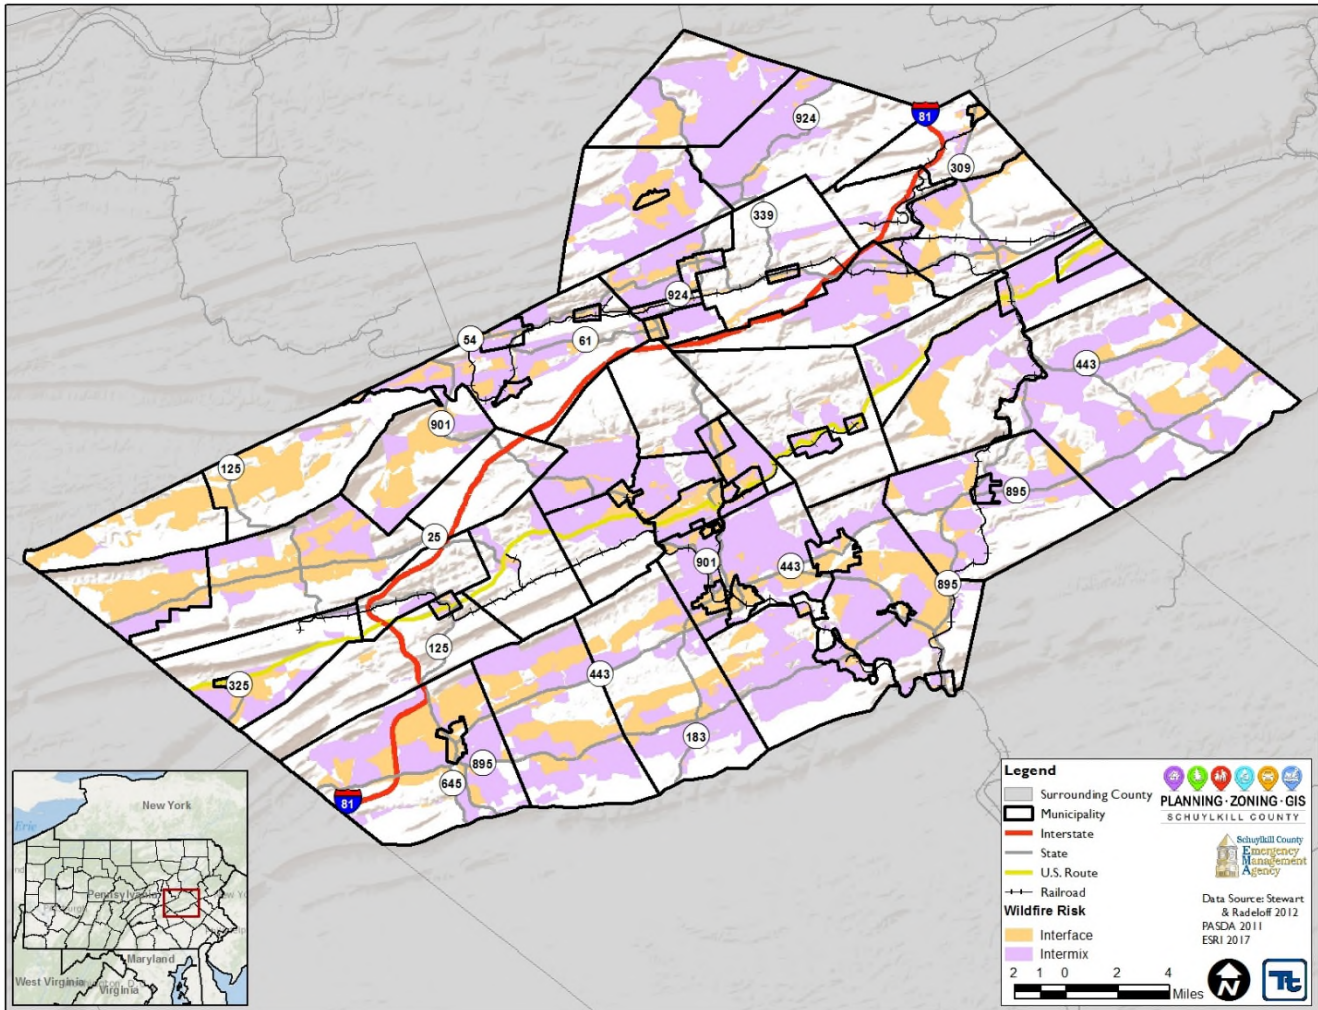 924
81
309
339
924
54
61
443
901
125
895
25
901
443
895
125
325
443
183
895
645
81
New York
Erie
Pennsylvania
Maryland
West Virginia
Virginia
Legend
Surrounding County
Municipality
Interstate
State
U.S. Route
Railroad
Wildfire Risk
Interface
Intermix
2 1 0 2 4
Miles
PLANNING · ZONING · GIS
SCHUYLKILL COUNTY
Schuylkill County
Emergency
Management
Agency
Data Source: Stewart
& Radeloff 2012
PASDA 2011
ESRI 2017
N
Tt